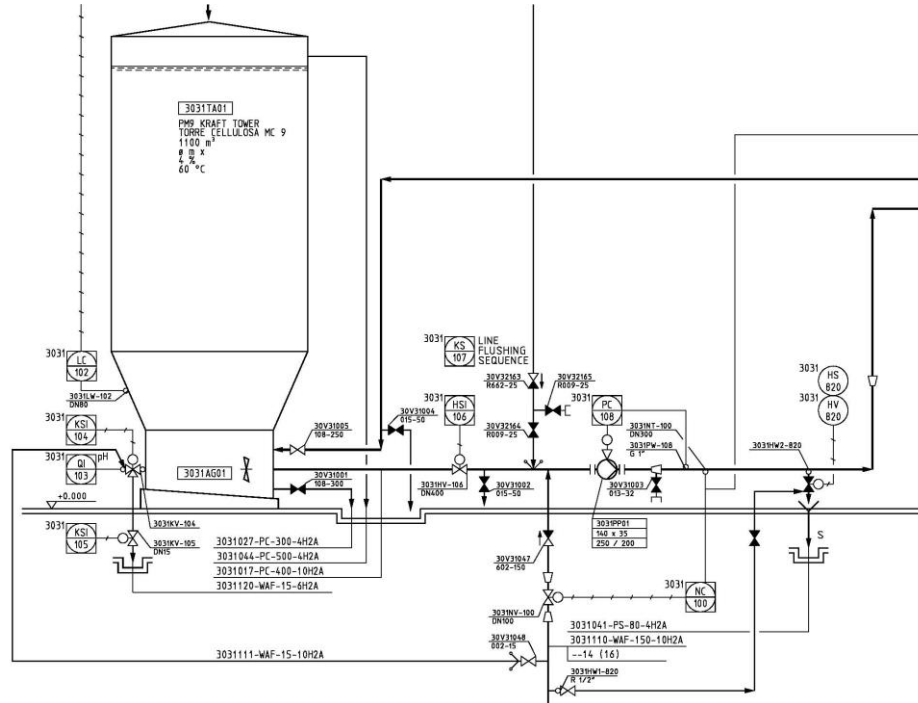 3031TA01
PM9 KRAFT TOWER
TORRE CELLULOSA MC 9
1100 m³
ø m x
4 %
60 °C
3031
KS
107
LINE
FLUSHING
SEQUENCE
3031
LC
102
3031LW-102
DN80
3031
KSI
104
3031
QI
103
pH
3031AG01
30V31005
108-250
30V31004
015-50
3031
HSI
106
30V32163
R662-25
30V32165
R009-25
30V32164
R009-25
3031
PC
108
3031NT-100
DN300
3031PW-108
G 1"
3031
HS
820
3031
HV
820
3031HW2-820
30V31001
108-300
3031HV-106
DN400
30V31002
015-50
30V31003
013-32
+0.000
3031KV-104
3031
KSI
105
3031KV-105
DN15
3031PP01
140 x 35
250 / 200
S
3031027-PC-300-4H2A
3031044-PC-500-4H2A
3031017-PC-400-10H2A
3031120-WAF-15-6H2A
30V31047
602-150
3031
NC
100
3031NV-100
DN100
3031041-PS-80-4H2A
3031110-WAF-150-10H2A
--14 (16)
30V31048
002-15
3031111-WAF-15-10H2A
3031HW1-820
R 1/2"